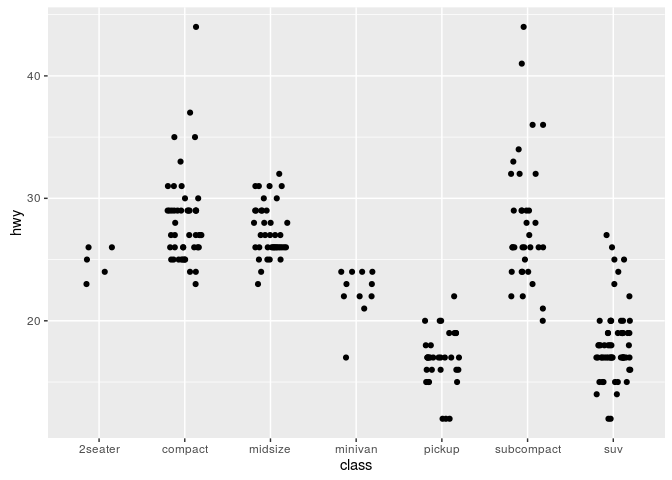 40
30
20
hwy
2seater compact midsize minivan pickup subcompact suv
class